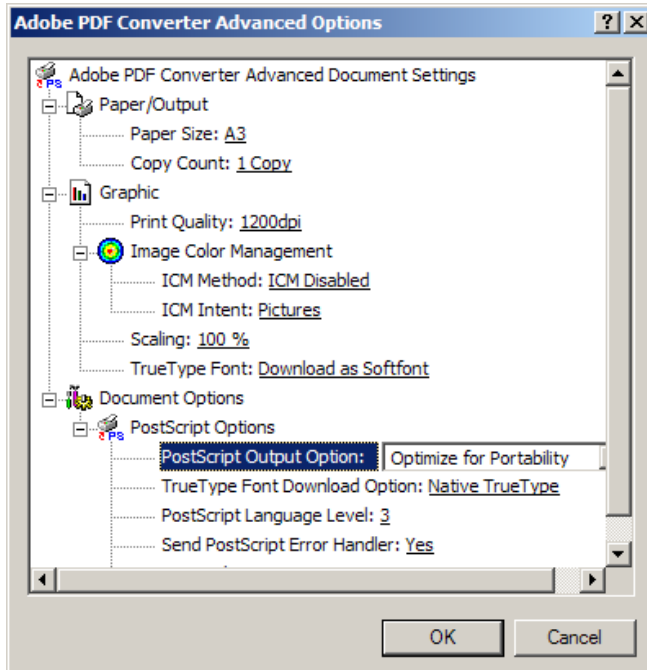 Adobe PDF Converter Advanced Options
Adobe PDF Converter Advanced Document Settings
Paper/Output
Paper Size: A3
Copy Count: 1 Copy
Graphic
Print Quality: 1200dpi
Image Color Management
ICM Method: ICM Disabled
ICM Intent: Pictures
Scaling: 100 %
TrueType Font: Download as Softfont
Document Options
PostScript Options
PostScript Output Option: Optimize for Portability
TrueType Font Download Option: Native TrueType
PostScript Language Level: 3
Send PostScript Error Handler: Yes
OK Cancel